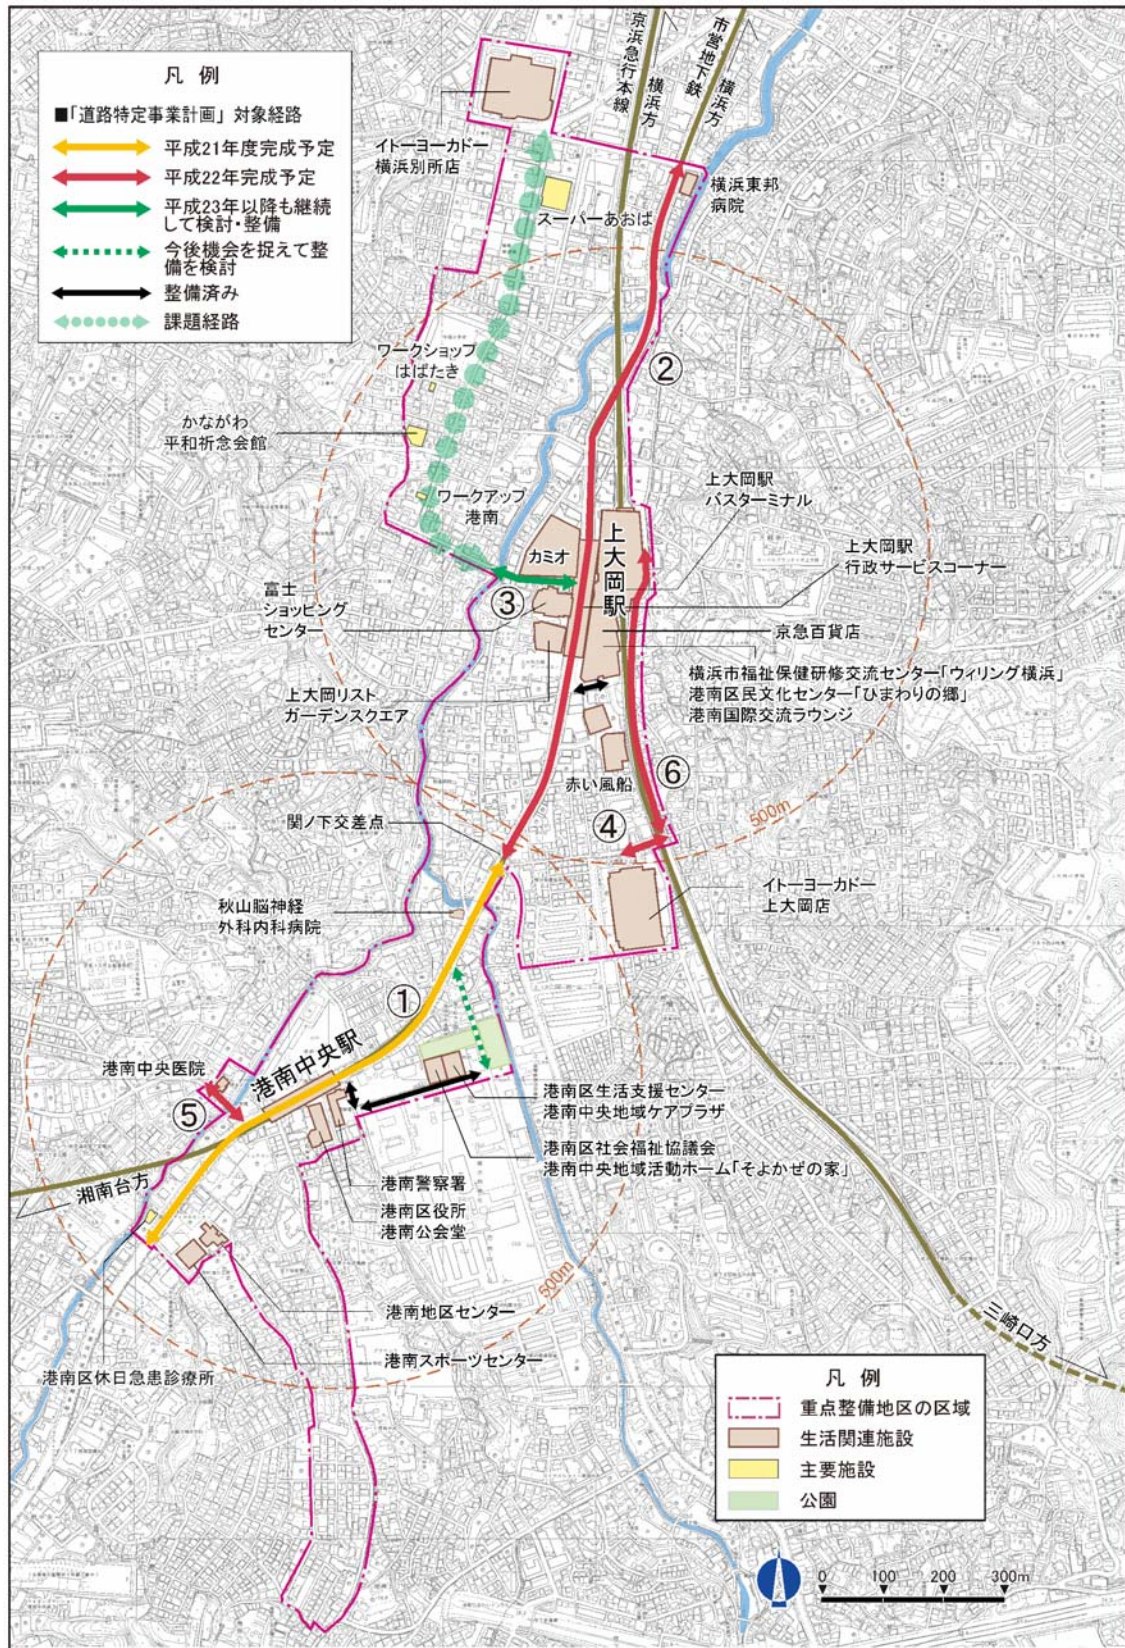 凡 例
■「道路特定事業計画」対象経路
平成21年度完成予定
平成22年完成予定
平成23年以降も継続
して検討・整備
今後機会を捉えて整
備を検討
整備済み
課題経路
京浜急行本線
横浜方
市営地下鉄
横浜方
イトーヨーカドー
横浜別所店
スーパーあおば
横浜東邦
病院
②
ワークショップ
はばたき
かながわ
平和祈念会館
ワークアップ
港南
上大岡駅
バスターミナル
カミオ
上大岡駅
上大岡駅
行政サービスコーナー
富士
ショッピング
センター
③
京急百貨店
横浜市福祉保健研修交流センター「ウィリング横浜」
港南区民文化センター「ひまわりの郷」
港南国際交流ラウンジ
上大岡リスト
ガーデンスクエア
赤い風船
⑥
500m
関ノ下交差点
④
イトーヨーカドー
上大岡店
秋山脳神経
外科内科病院
①
港南中央駅
港南中央医院
⑤
港南区生活支援センター
港南中央地域ケアプラザ
港南区社会福祉協議会
港南中央地域活動ホーム「そよかぜの家」
湘南台方
港南警察署
港南区役所
港南公会堂
500m
港南地区センター
三崎口方
港南スポーツセンター
港南区休日急患診療所
凡 例
重点整備地区の区域
生活関連施設
主要施設
公園
0 100 200 300m